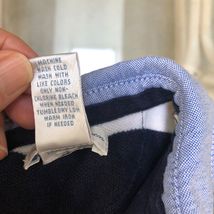 MACHINE
WASH COLD
WASH WITH
LIKE COLORS
ONLY NON-
CHLORINE BLEACH
WHEN NEEDED
TUMBLE DRY LOW
WARM IRON
IF NEEDED